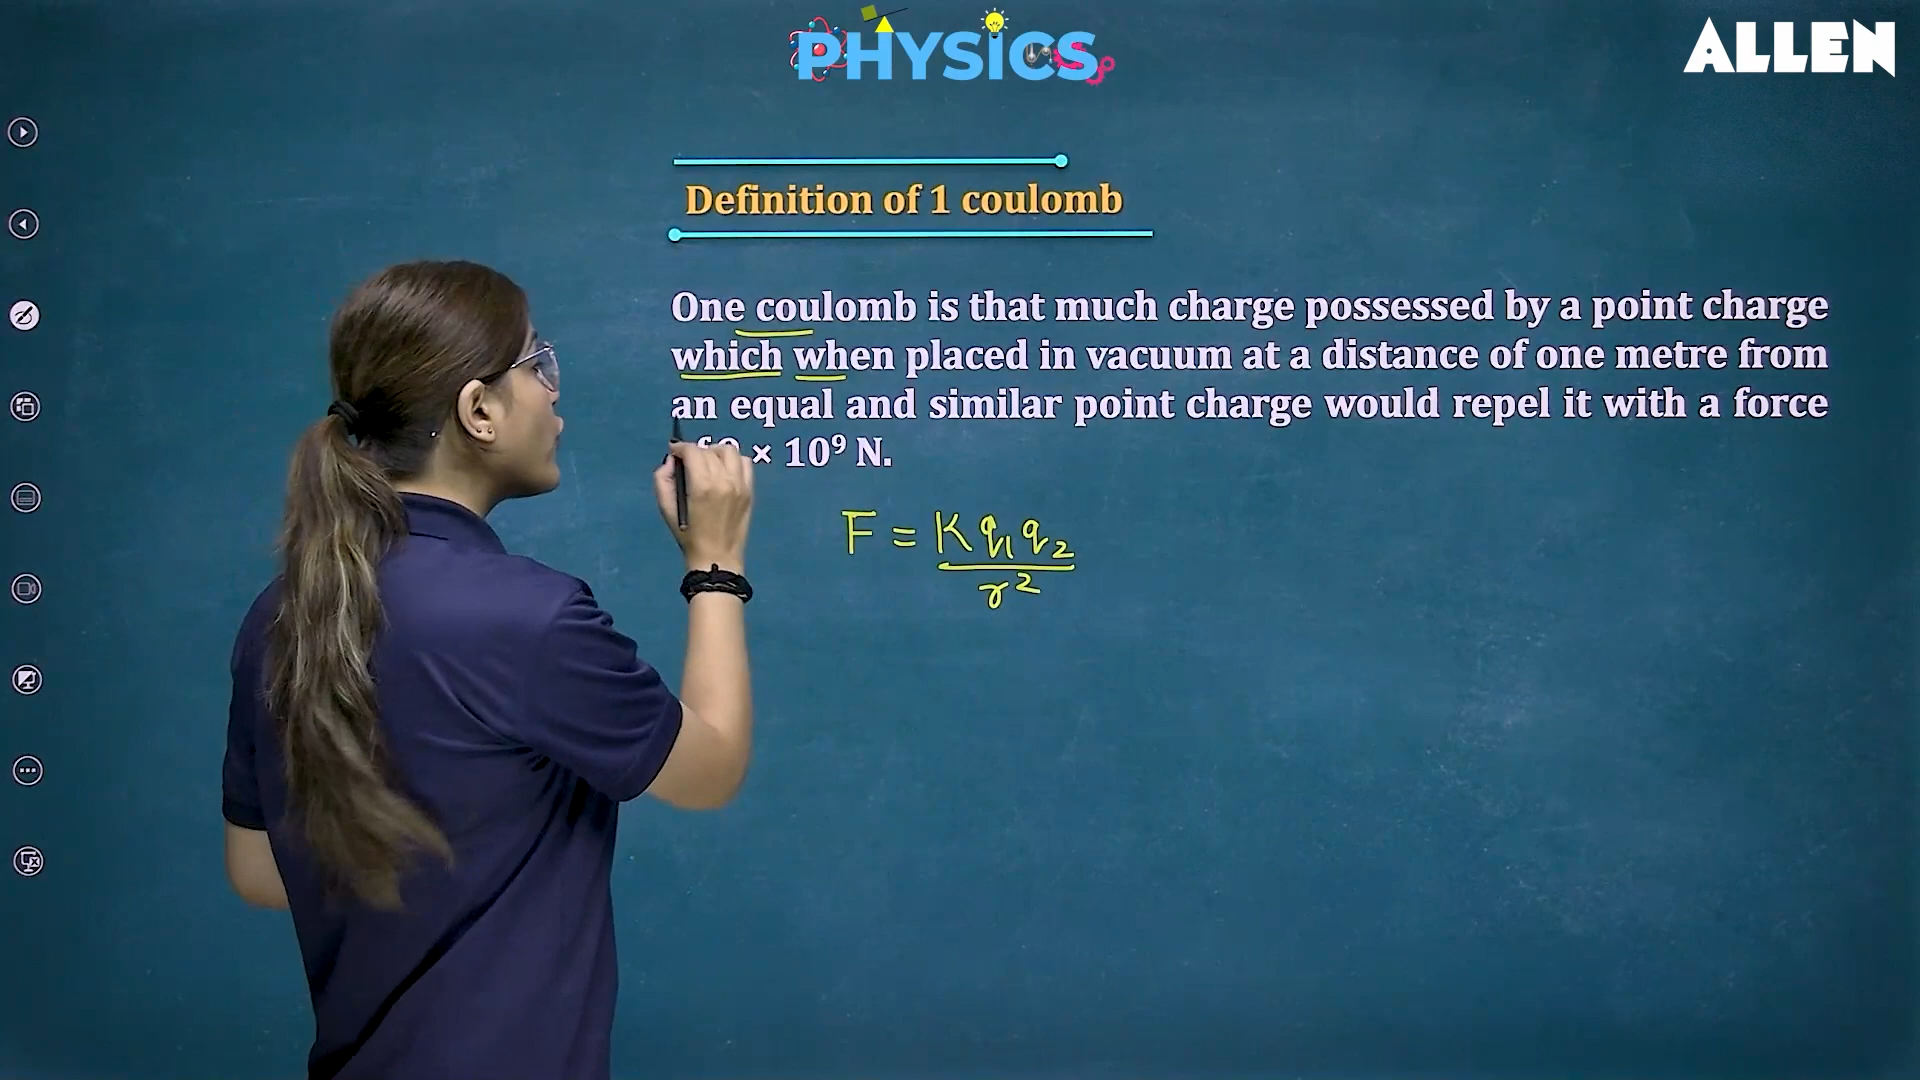 PHYSICS
ALLEN
Definition of 1 coulomb
One coulomb is that much charge possessed by a point charge
which when placed in vacuum at a distance of one metre from
an equal and similar point charge would repel it with a force
× 10⁹ N.
F = Kq₁q₂
r²